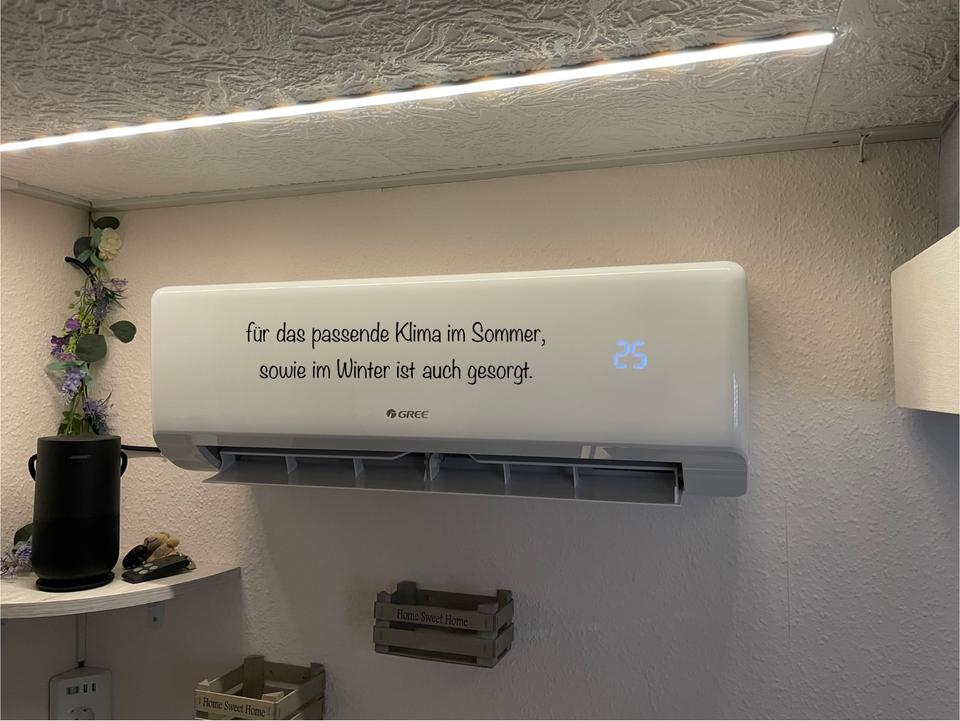 für das passende Klima im Sommer,
sowie im Winter ist auch gesorgt.
25
GREE
BOSE
Home Sweet Home
Home Sweet Home